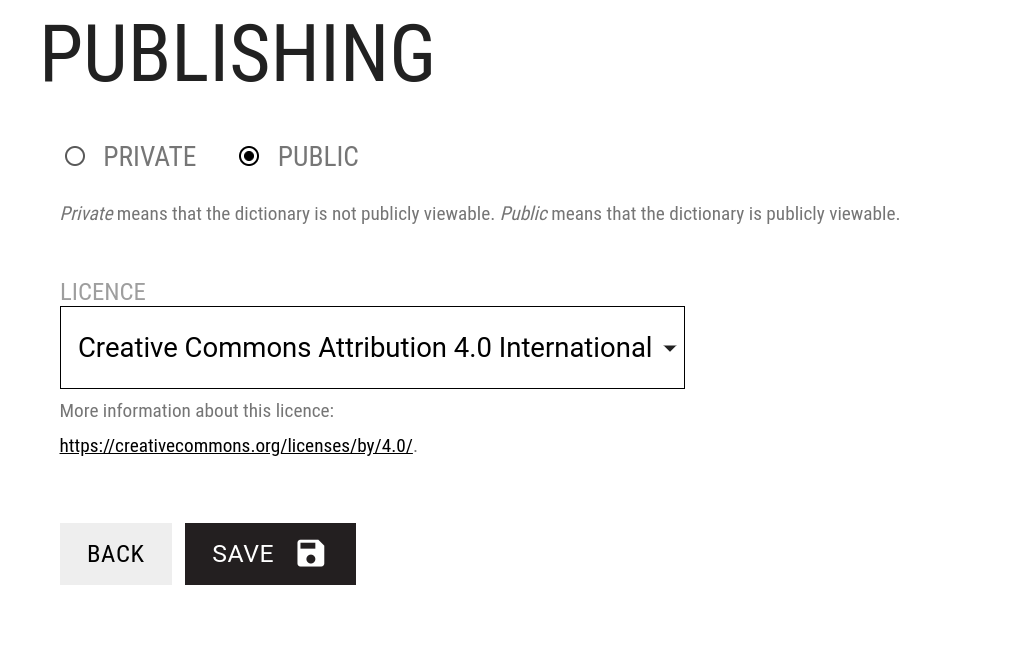 PUBLISHING
PRIVATE PUBLIC
Private means that the dictionary is not publicly viewable. Public means that the dictionary is publicly viewable.
LICENCE
Creative Commons Attribution 4.0 International
More information about this licence:
https://creativecommons.org/licenses/by/4.0/.
BACK SAVE